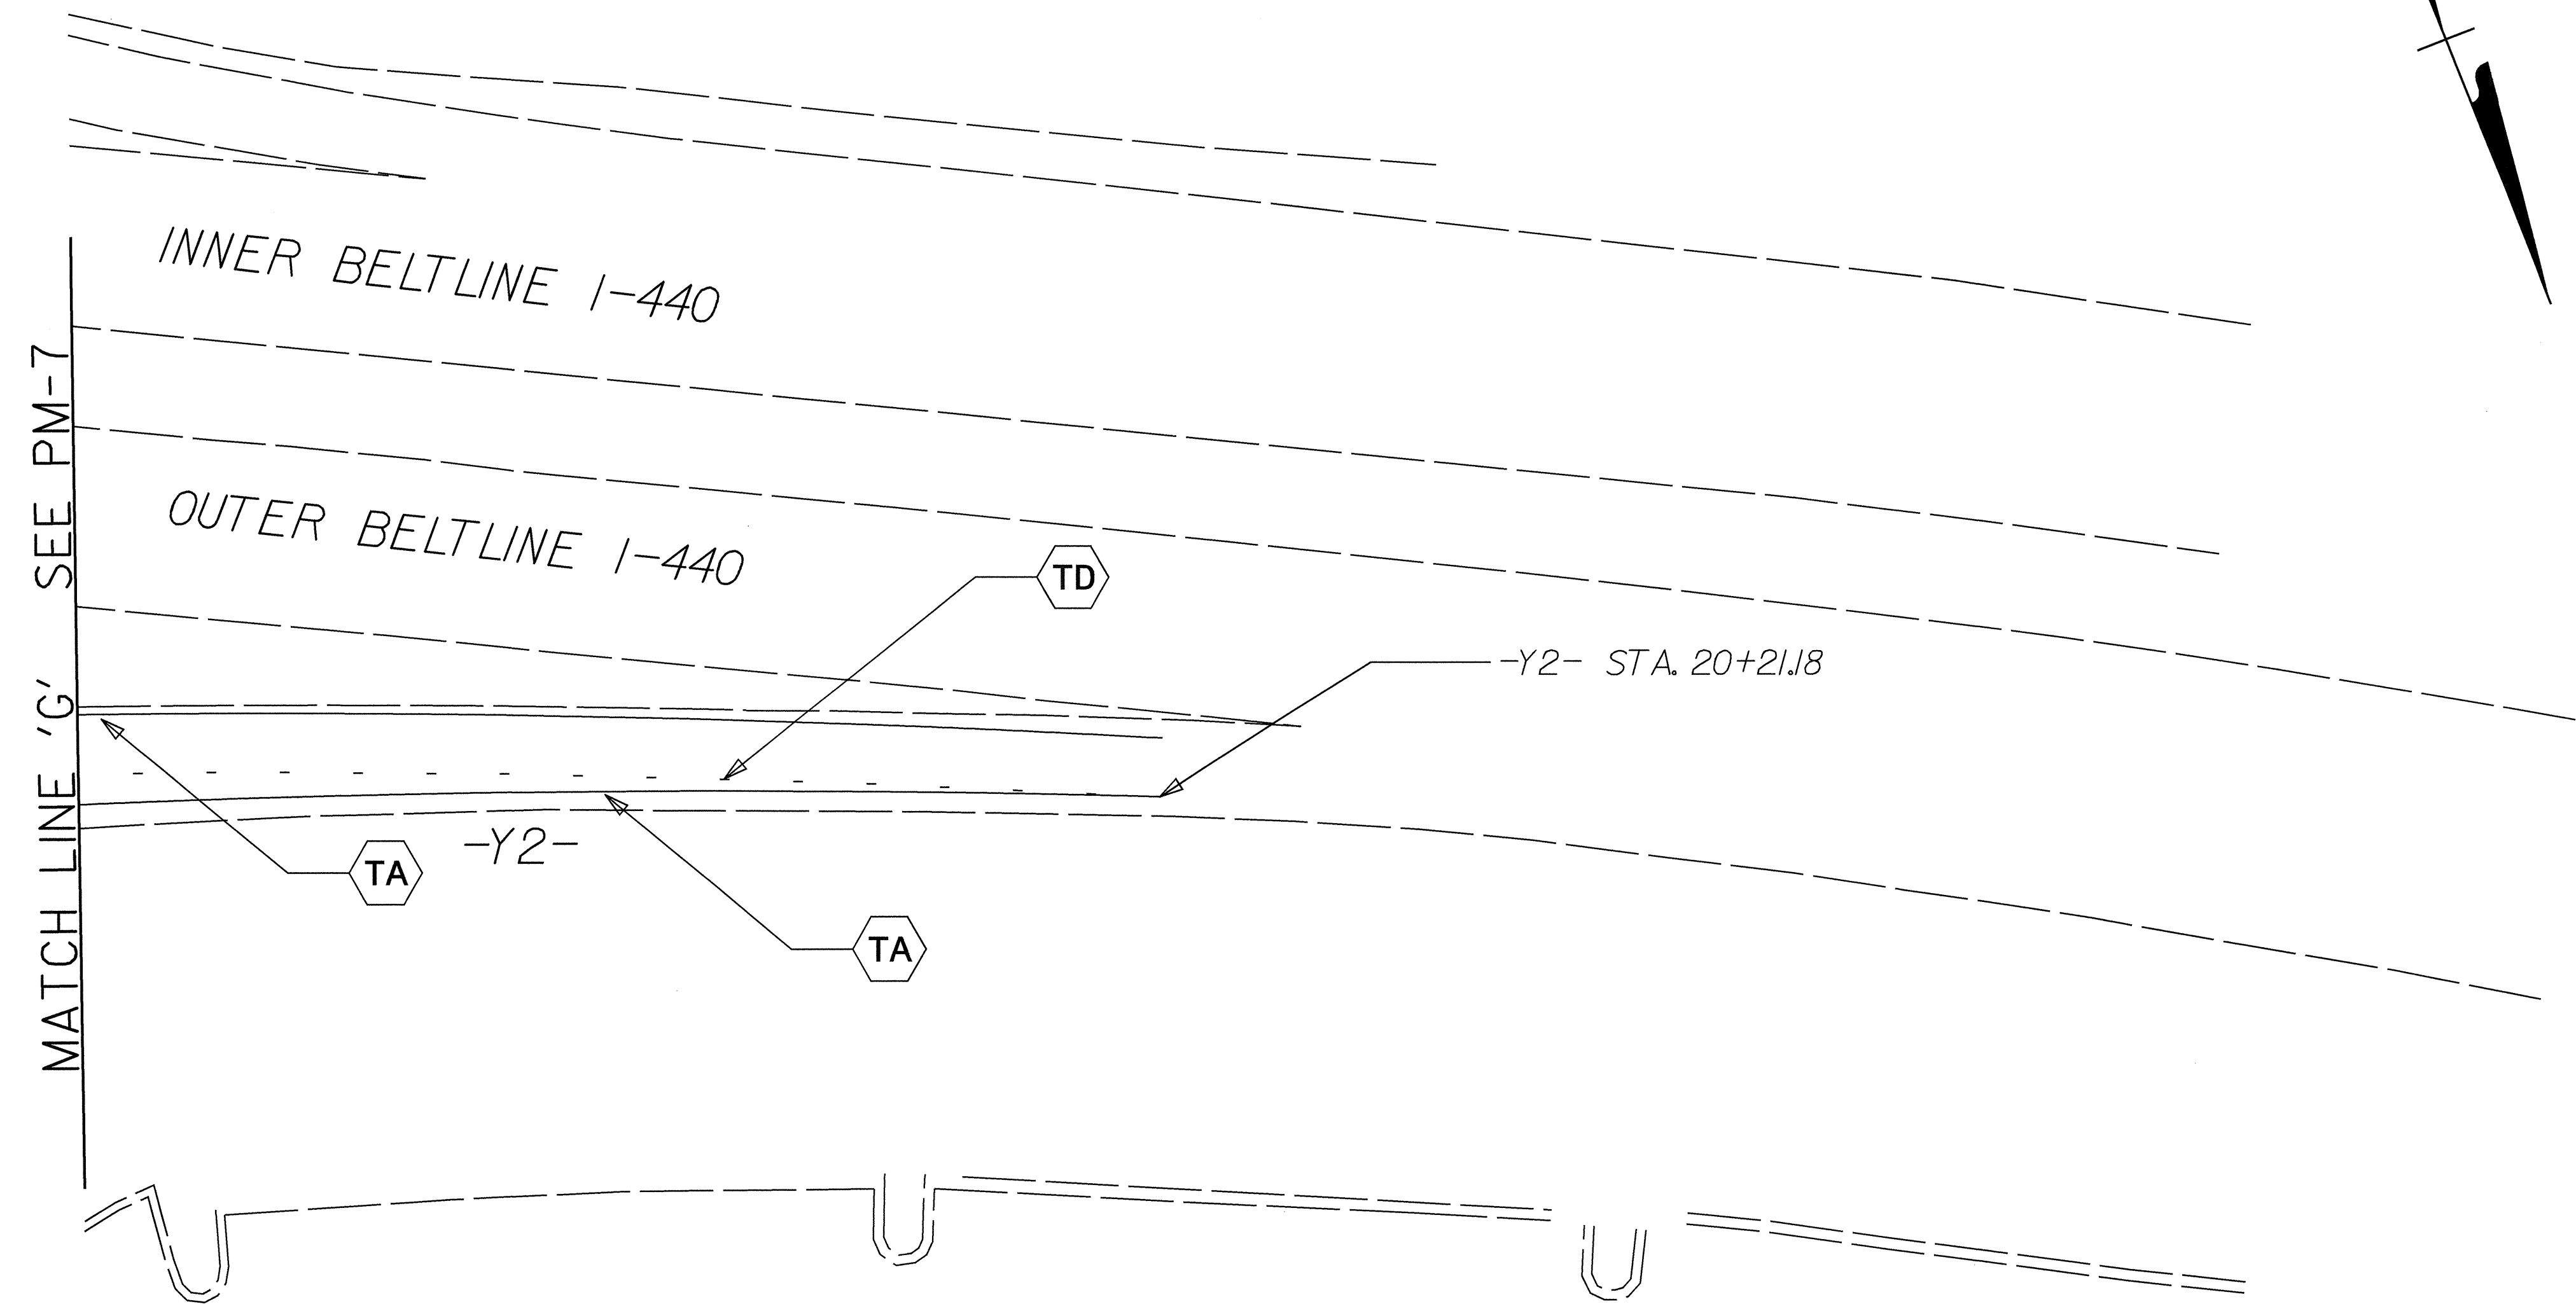 INNER BELTLINE I-440
MATCH LINE 'G' SEE PM-7
OUTER BELTLINE I-440
TD
-Y2- STA. 20+21.18
-Y2-
TA
TA